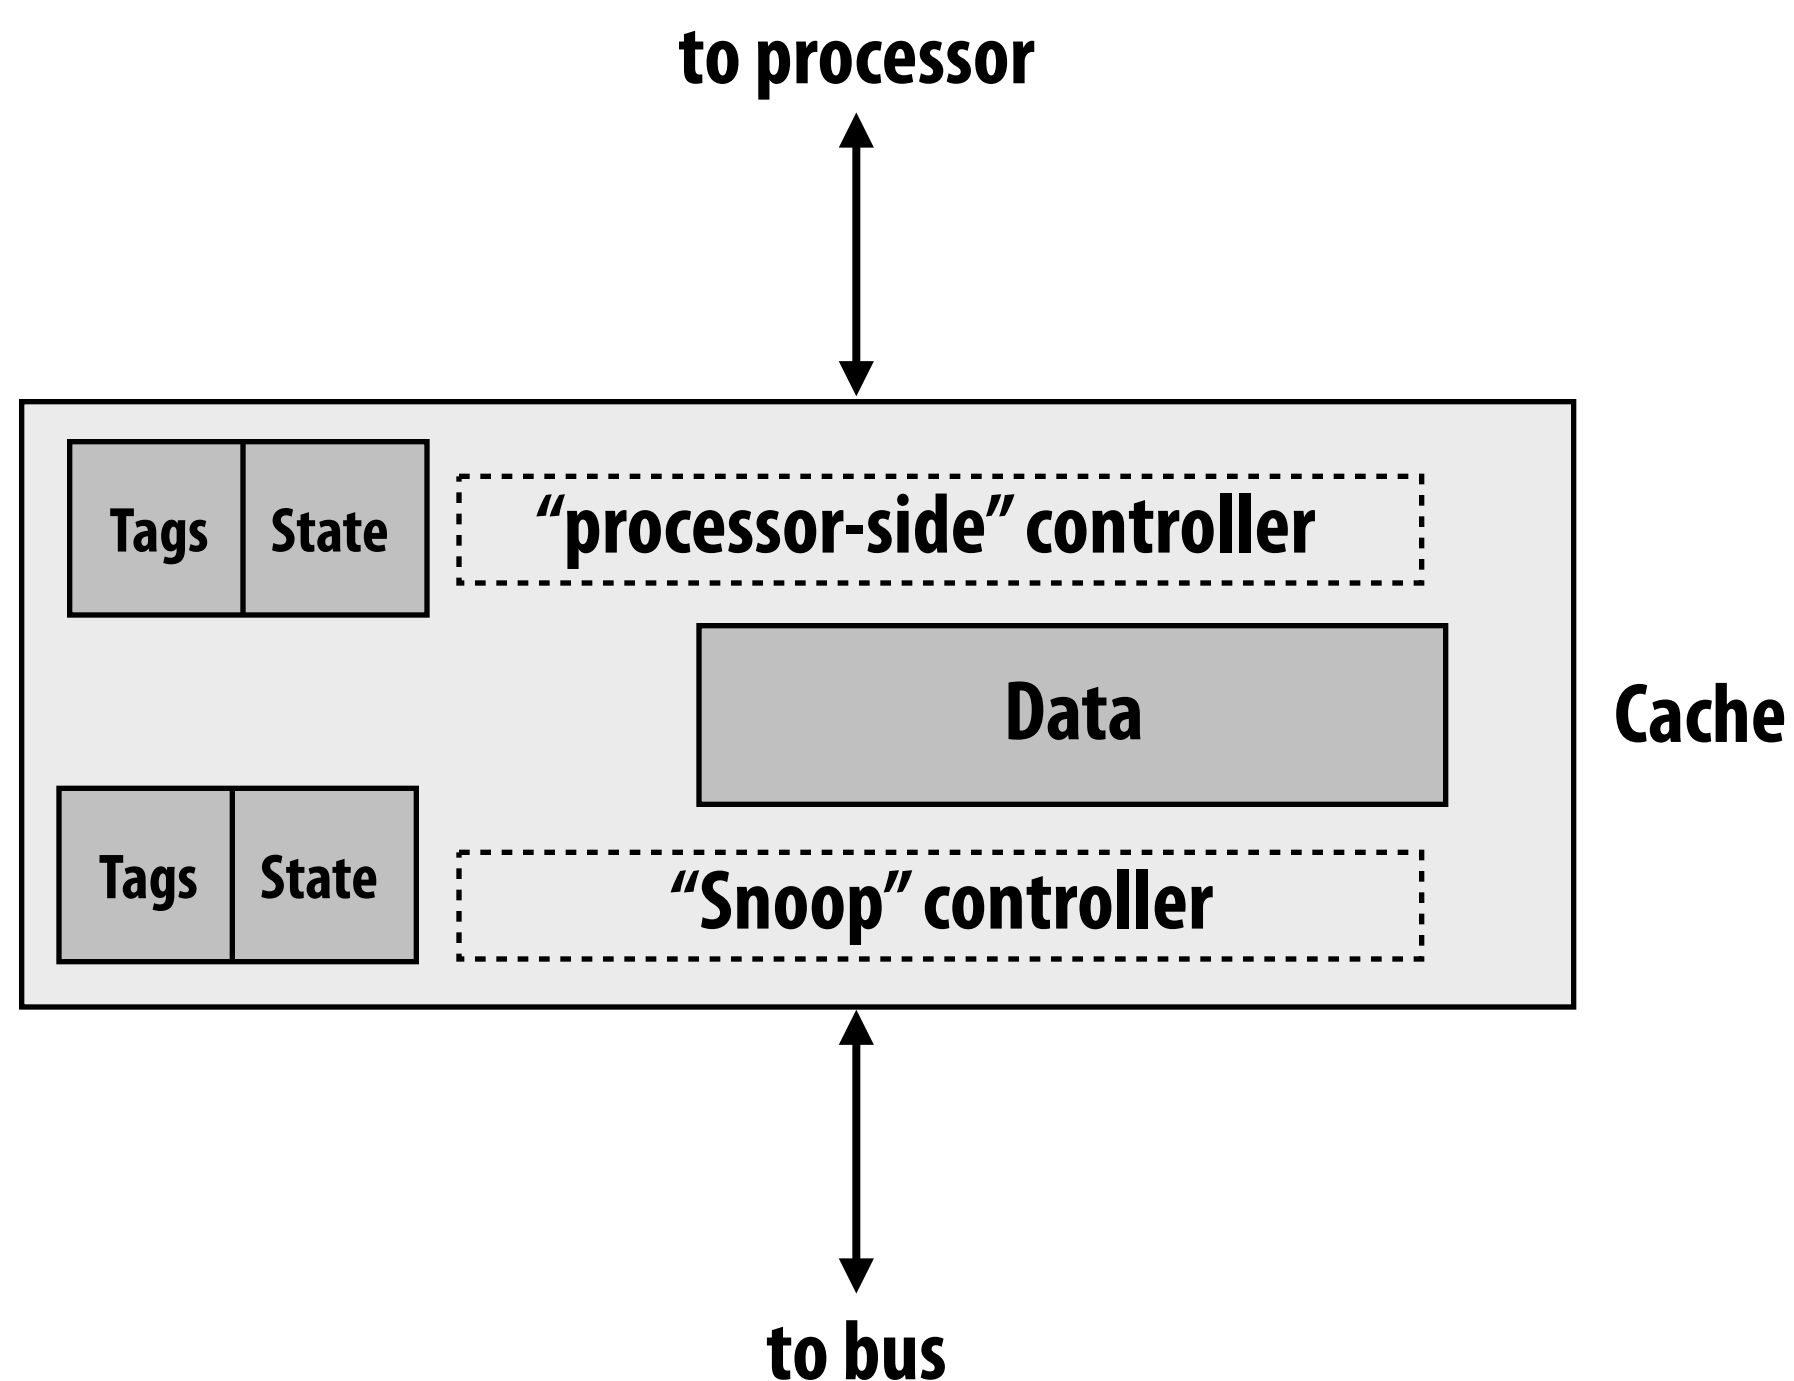 to processor
Tags State “processor-side” controller
Data
Cache
Tags State “Snoop” controller
to bus